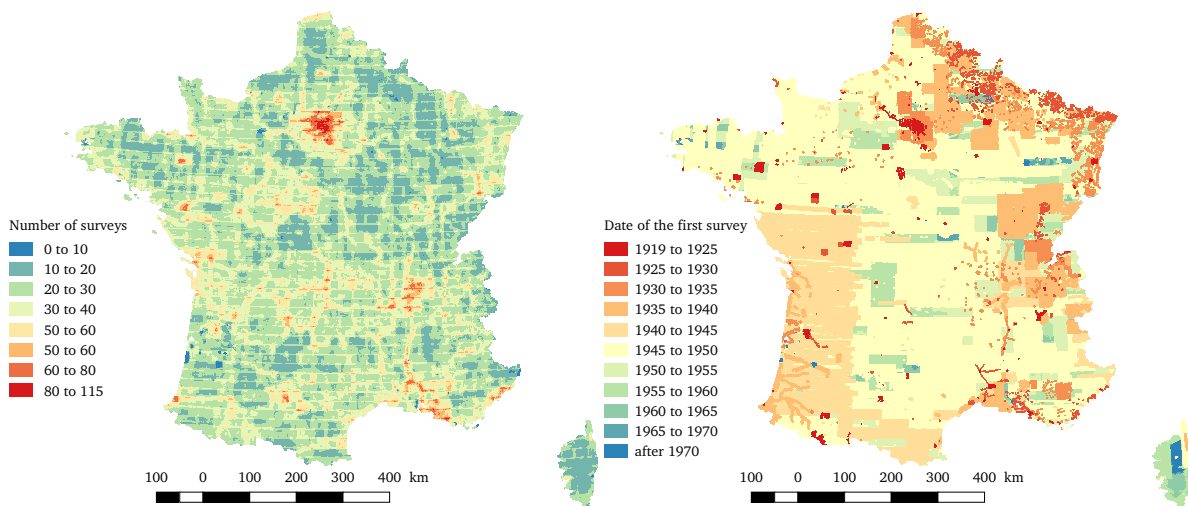 Number of surveys
0 to 10
10 to 20
20 to 30
30 to 40
50 to 60
50 to 60
60 to 80
80 to 115
100 0 100 200 300 400 km
Date of the first survey
1919 to 1925
1925 to 1930
1930 to 1935
1935 to 1940
1940 to 1945
1945 to 1950
1950 to 1955
1955 to 1960
1960 to 1965
1965 to 1970
after 1970
100 0 100 200 300 400 km